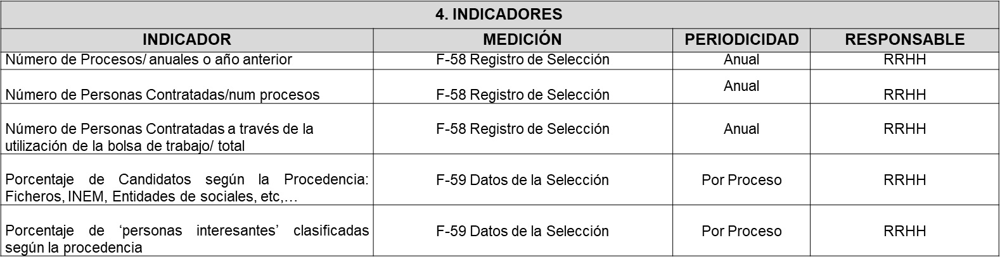 4. INDICADORES
INDICADOR MEDICIÓN PERIODICIDAD RESPONSABLE
Número de Procesos/ anuales o año anterior F-58 Registro de Selección Anual RRHH
Número de Personas Contratadas/num procesos F-58 Registro de Selección Anual RRHH
Número de Personas Contratadas a través de la F-58 Registro de Selección Anual RRHH
utilización de la bolsa de trabajo/ total
Porcentaje de Candidatos según la Procedencia: F-59 Datos de la Selección Por Proceso RRHH
Ficheros, INEM, Entidades de sociales, etc,…
Porcentaje de ‘personas interesantes’ clasificadas F-59 Datos de la Selección Por Proceso RRHH
según la procedencia